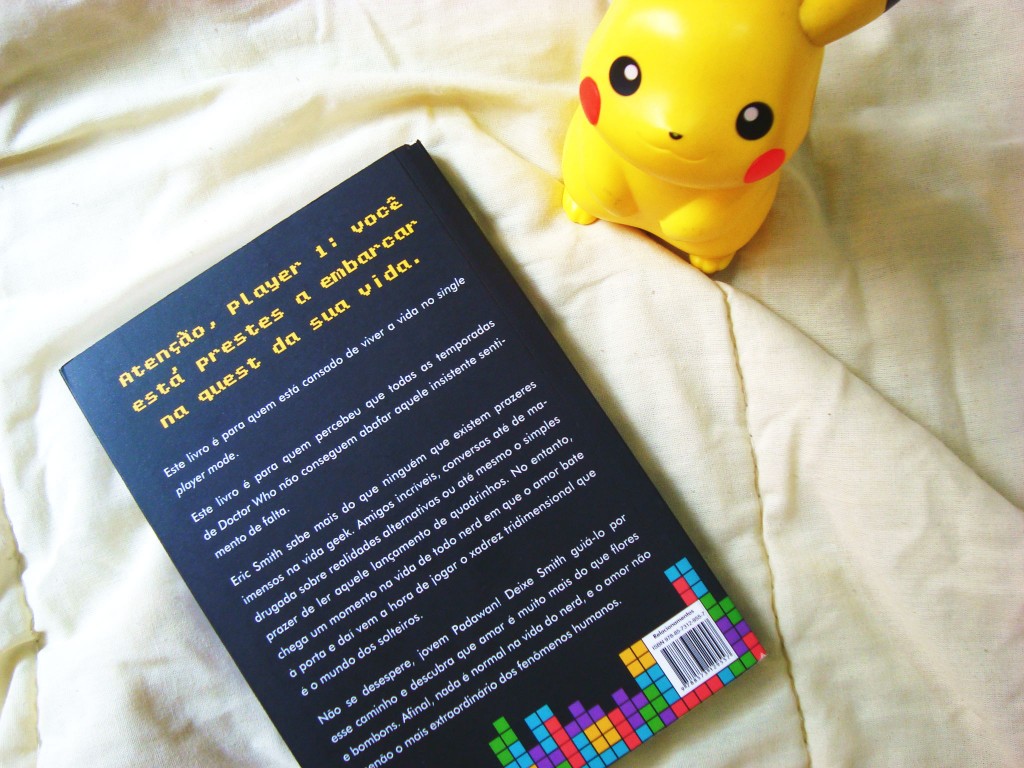 Atenção, player 1: você
está prestes a embarcar
na quest da sua vida.
Este livro é para quem está cansado de viver a vida no single
player mode.
Este livro é para quem percebeu que todas as temporadas
de Doctor Who não conseguem abafar aquele insistente senti-
mento de falta.
Eric Smith sabe mais do que ninguém que existem prazeres
imensos na vida geek. Amigos incríveis, conversas até de ma-
drugada sobre realidades alternativas ou até mesmo o simples
prazer de ler aquele lançamento de quadrinhos. No entanto,
chega um momento na vida de todo nerd em que o amor bate
à porta e daí vem a hora de jogar o xadrez tridimensional que
é o mundo dos solteiros.
Não se desespere, jovem Padawan! Deixe Smith guiá-lo por
esse caminho e descubra que amar é muito mais do que flores
e bombons. Afinal, nada é normal na vida do nerd, e o amor não
senão o mais extraordinário dos fenômenos humanos.
Relacionamentos
ISBN